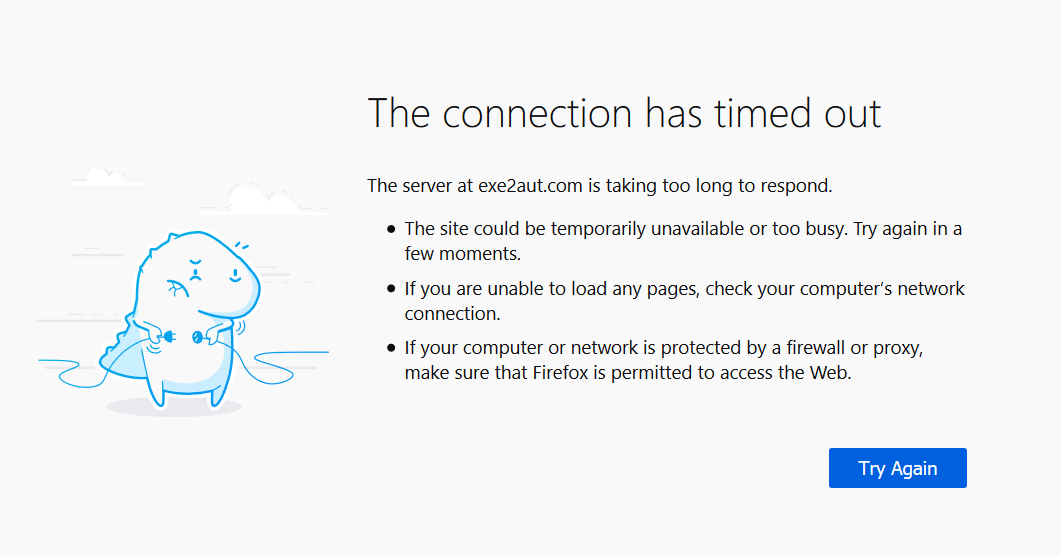 The connection has timed out
The server at exe2aut.com is taking too long to respond.
• The site could be temporarily unavailable or too busy. Try again in a
few moments.
• If you are unable to load any pages, check your computer’s network
connection.
• If your computer or network is protected by a firewall or proxy,
make sure that Firefox is permitted to access the Web.
Try Again